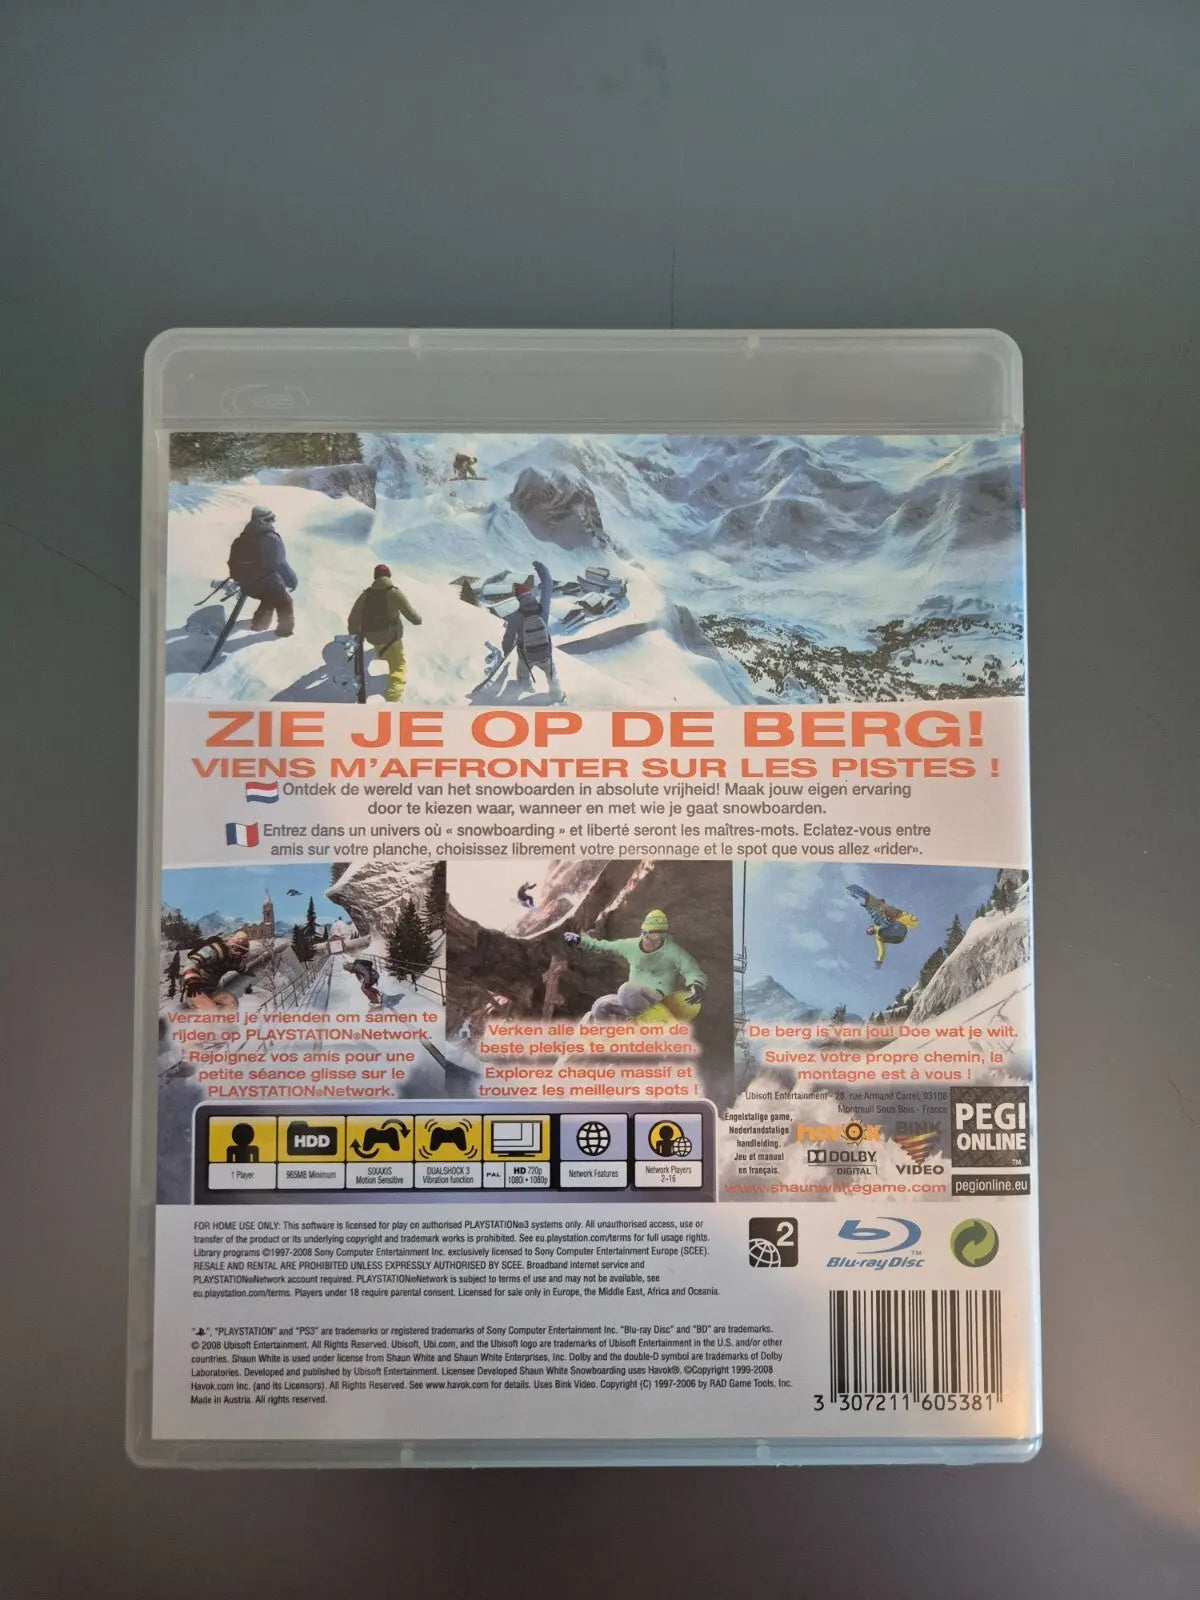 ZIE JE OP DE BERG!
VIENS M'AFFRONTER SUR LES PISTES !
Ontdek de wereld van het snowboarden in absolute vrijheid! Maak jouw eigen ervaring
door te kiezen waar, wanneer en met wie je gaat snowboarden.
Entrez dans un univers où « snowboarding » et liberté seront les maîtres-mots. Eclatez-vous entre
amis sur votre planche, choisissez librement votre personnage et le spot que vous allez «rider».
Verzamel je vrienden om samen te
rijden op PLAYSTATION®Network.
Rejoignez vos amis pour une
petite séance glisse sur le
PLAYSTATION®Network.
Verken alle bergen om de
beste plekjes te ontdekken.
Explorez chaque massif et
trouvez les meilleurs spots !
De berg is van jou! Doe wat je wilt.
Suivez votre propre chemin, la
montagne est à vous !
Ubisoft Entertainment - 28, rue Armand Carrel, 93108
Montreuil Sous Bois - France
Engelstalige game,
Nederlandstalige
handleiding.
Jeu et manuel
en français.
havok
DOLBY
DIGITAL
BINK
VIDEO
PEGI
ONLINE
TM
pegionline.eu
www.shaunwhitegame.com
1 Player
HDD
965MB Minimum
SIXAXIS
Motion Sensitive
DUALSHOCK 3
Vibration function
PAL
HD 720p
1080i • 1080p
Network Features
Network Players
2-16
FOR HOME USE ONLY: This software is licensed for play on authorised PLAYSTATION®3 systems only. All unauthorised access, use or
transfer of the product or its underlying copyright and trademark works is prohibited. See eu.playstation.com/terms for full usage rights.
Library programs ©1997-2008 Sony Computer Entertainment Inc. exclusively licensed to Sony Computer Entertainment Europe (SCEE).
RESALE AND RENTAL ARE PROHIBITED UNLESS EXPRESSLY AUTHORISED BY SCEE. Broadband internet service and
PLAYSTATION®Network account required. PLAYSTATION®Network is subject to terms of use and may not be available, see
eu.playstation.com/terms. Players under 18 require parental consent. Licensed for sale only in Europe, the Middle East, Africa and Oceania.
2
Blu-ray Disc
TM
" ", "PLAYSTATION" and "PS3" are trademarks or registered trademarks of Sony Computer Entertainment Inc. "Blu-ray Disc" and "BD" are trademarks.
© 2008 Ubisoft Entertainment. All Rights Reserved. Ubisoft, Ubi.com, and the Ubisoft logo are trademarks of Ubisoft Entertainment in the U.S. and/or other
countries. Shaun White is used under license from Shaun White and Shaun White Enterprises, Inc. Dolby and the double-D symbol are trademarks of Dolby
Laboratories. Developed and published by Ubisoft Entertainment. Licensee Developed Shaun White Snowboarding uses Havok®. ©Copyright 1999-2008
Havok.com Inc. (and its Licensors). All Rights Reserved. See www.havok.com for details. Uses Bink Video. Copyright (C) 1997-2006 by RAD Game Tools, Inc.
Made in Austria. All rights reserved.
3 307211 605381